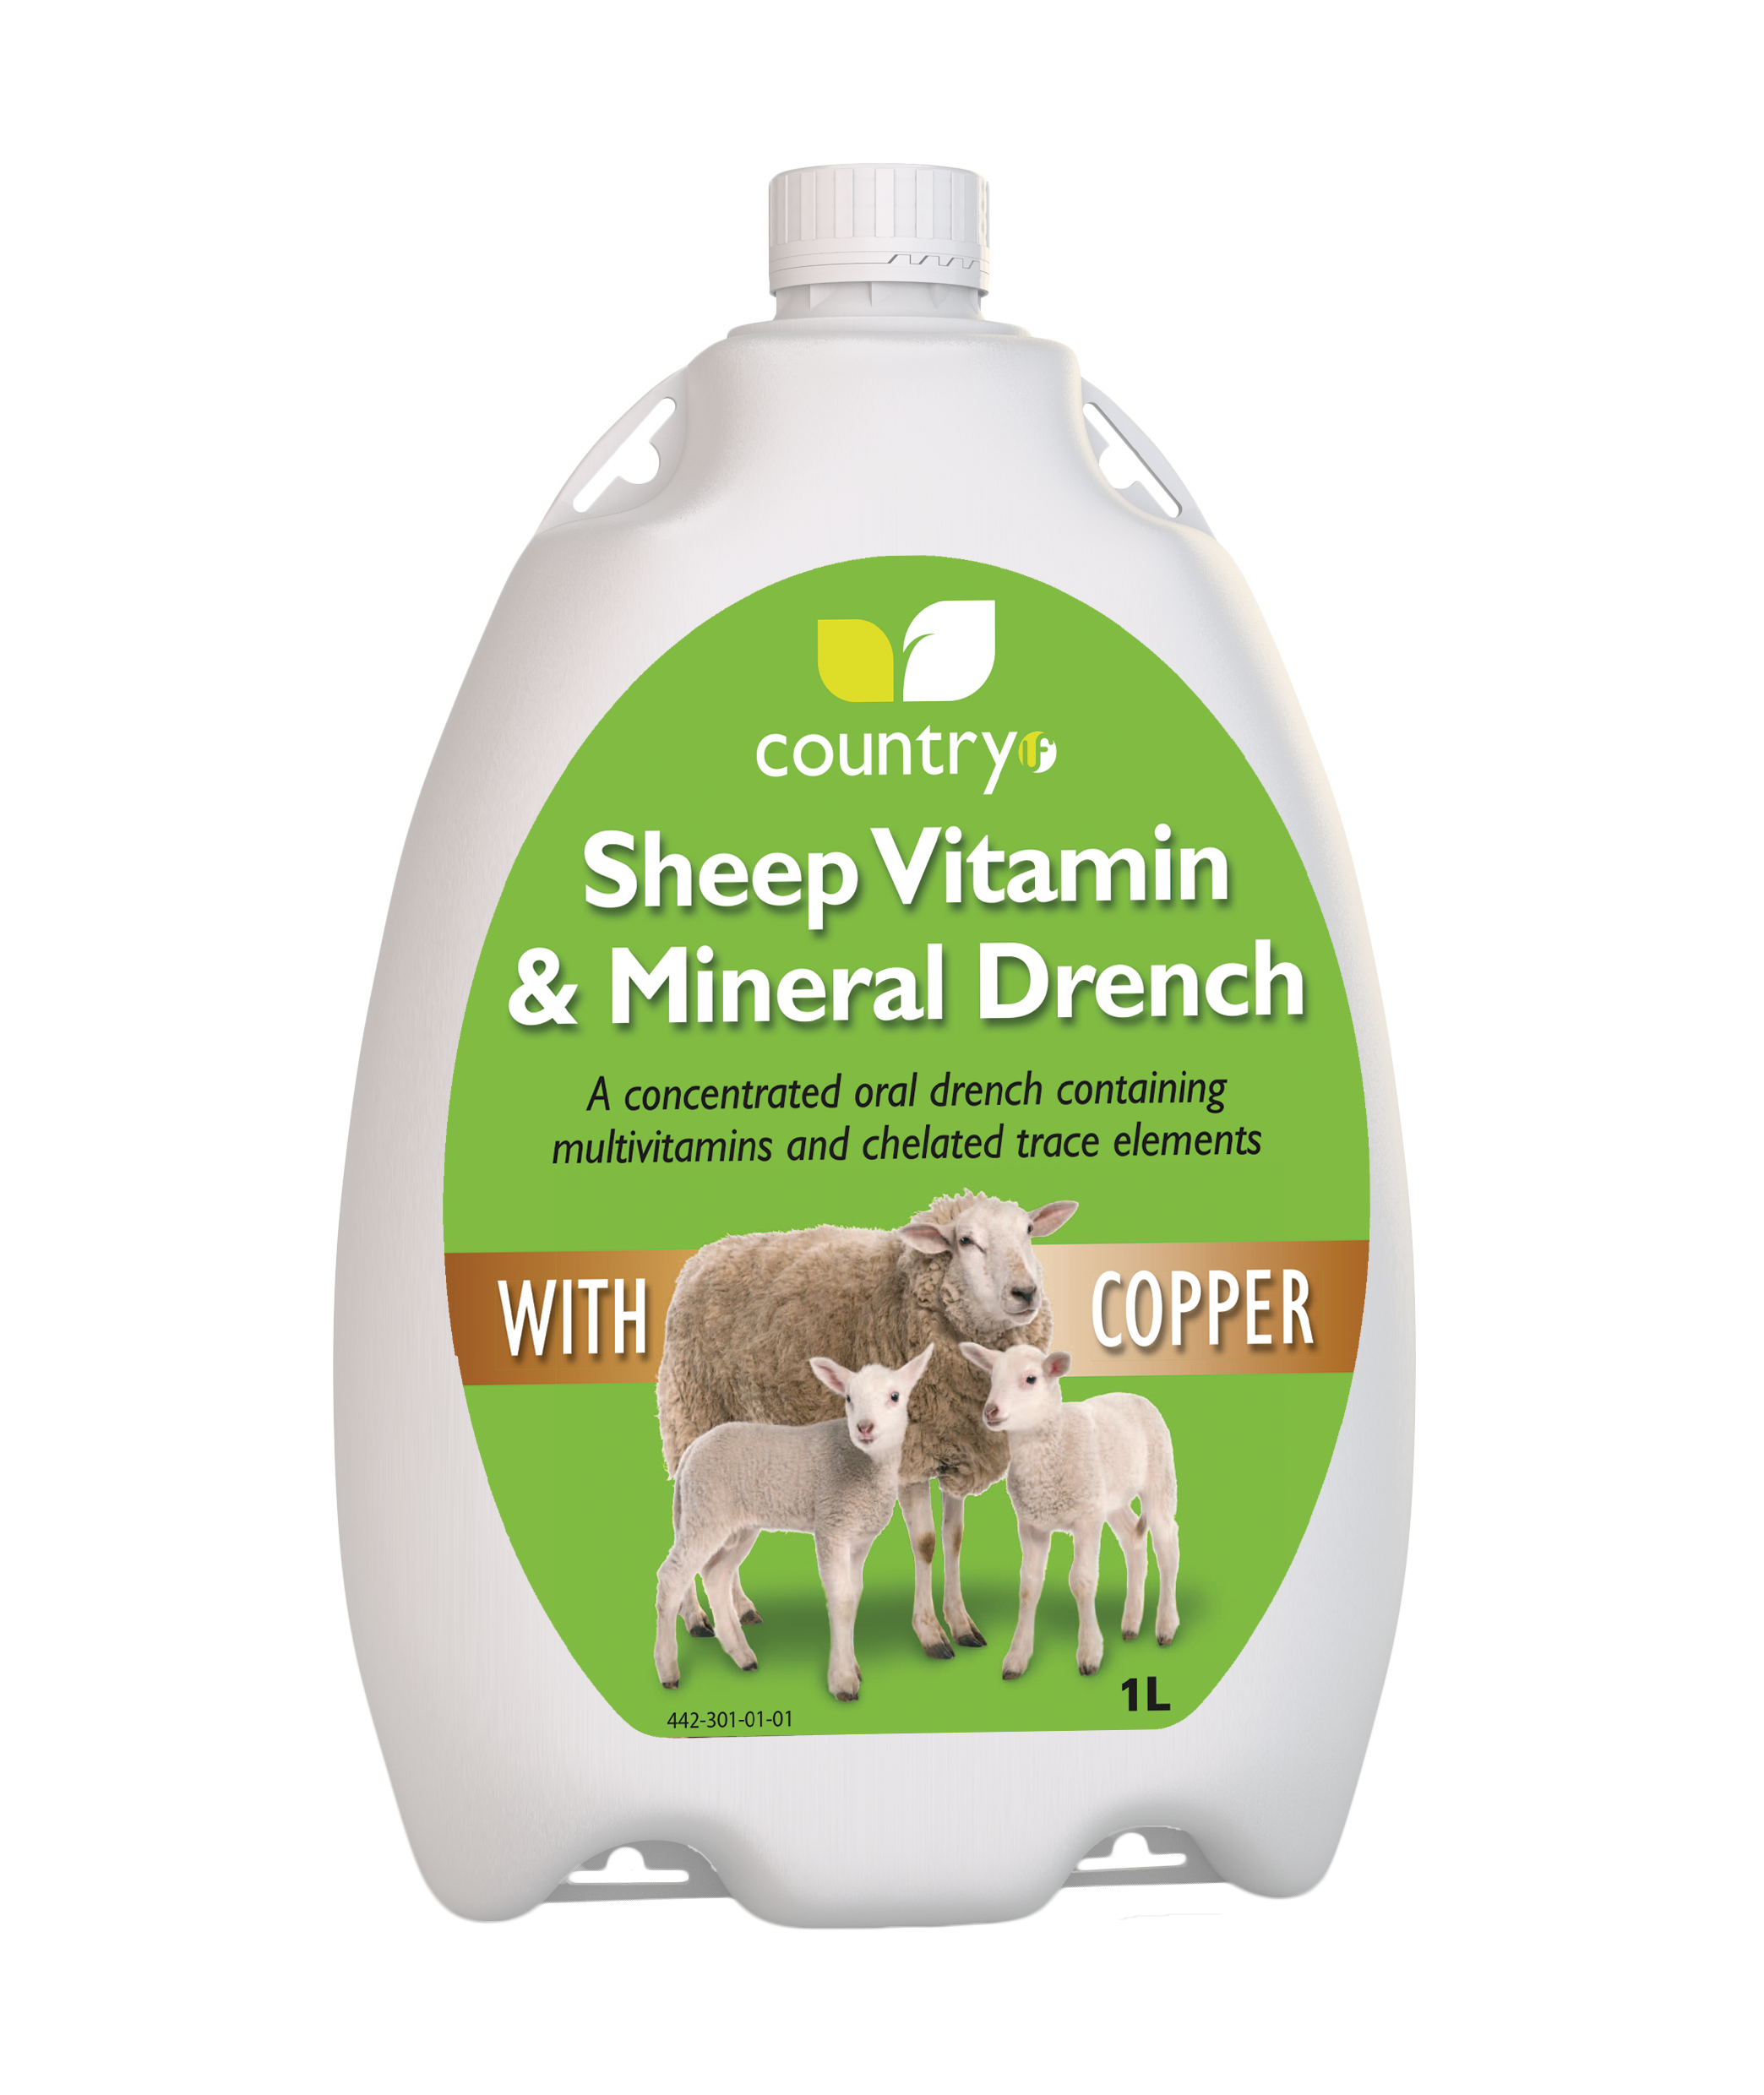 country
Sheep Vitamin
& Mineral Drench
A concentrated oral drench containing
multivitamins and chelated trace elements
WITH COPPER
1L
442-301-01-01